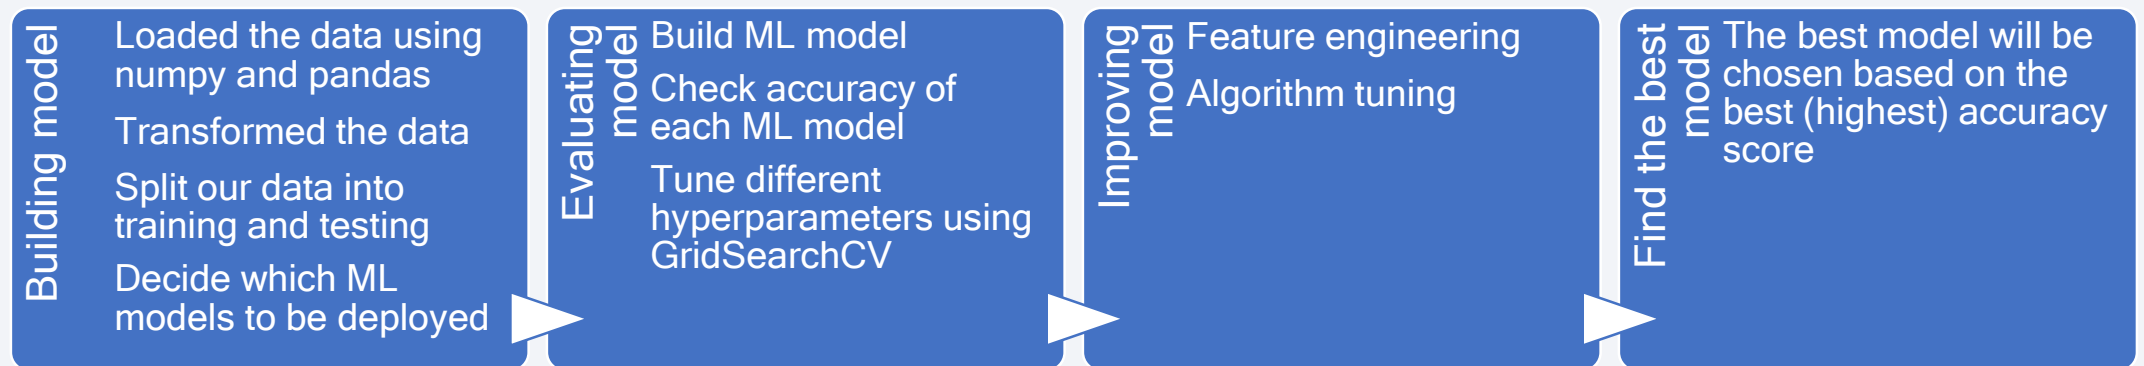 Building model
Loaded the data using
numpy and pandas
Transformed the data
Split our data into
training and testing
Decide which ML
models to be deployed
Evaluating
model
Build ML model
Check accuracy of
each ML model
Tune different
hyperparameters using
GridSearchCV
Improving
model
Feature engineering
Algorithm tuning
Find the best
model
The best model will be
chosen based on the
best (highest) accuracy
score